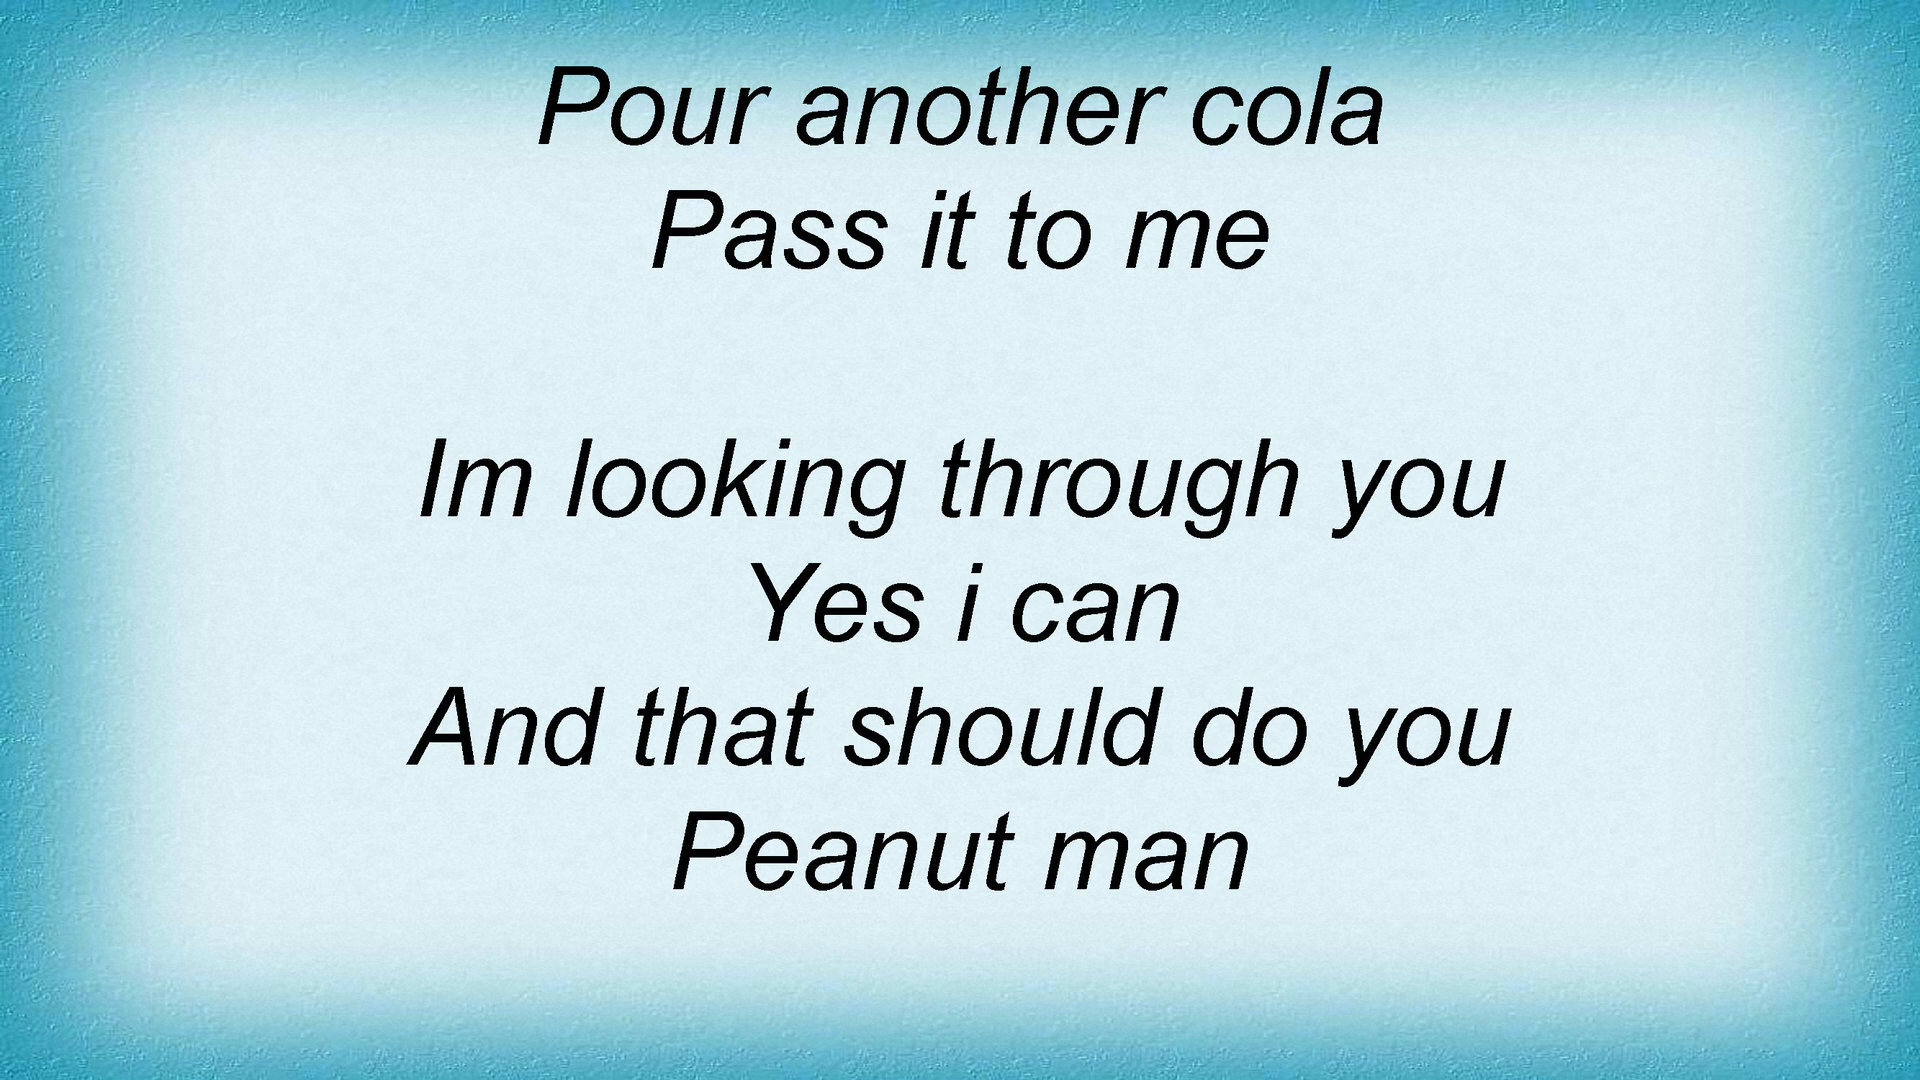 Pour another cola
Pass it to me
Im looking through you
Yes i can
And that should do you
Peanut man